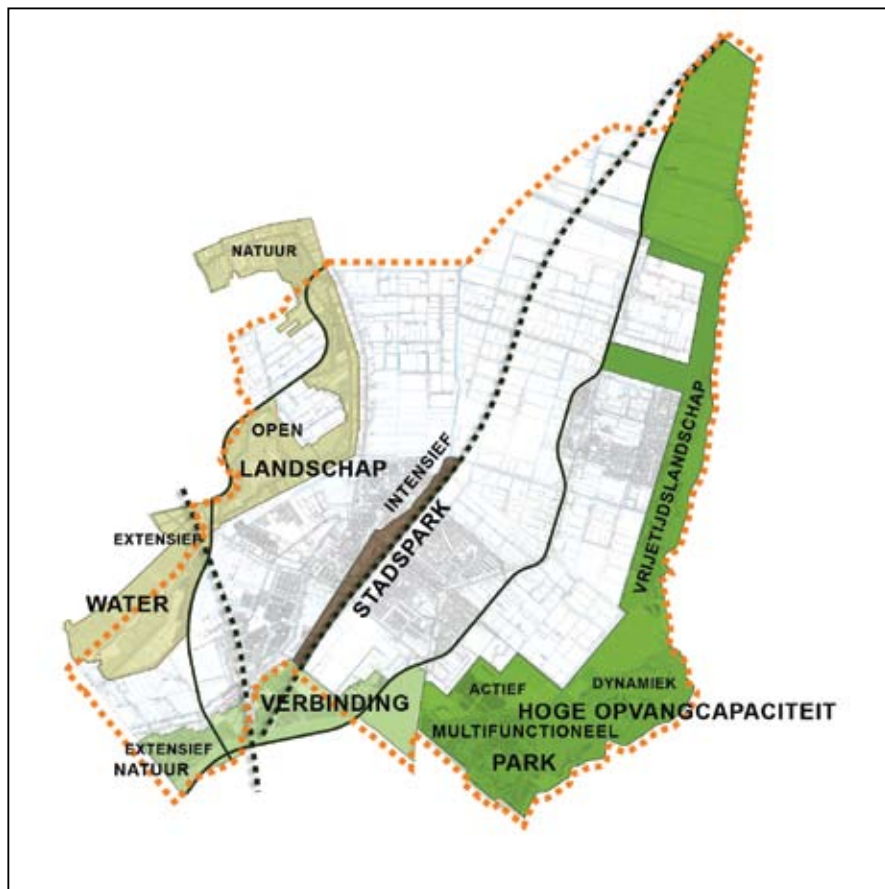 NATUUR
OPEN
LANDSCHAP
INTENSIEF
STADSPARK
VRIJETIJDSLANDSCHAP
EXTENSIEF
WATER
VERBINDING
ACTIEF
DYNAMIEK
HOGE OPVANGCAPACITEIT
MULTIFUNCTIONEEL
PARK
EXTENSIEF
NATUUR